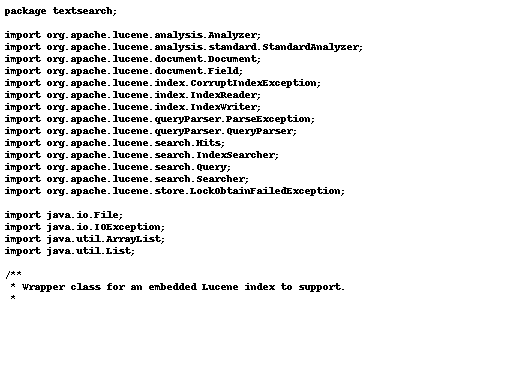 package textsearch;

import org.apache.lucene.analysis.Analyzer;
import org.apache.lucene.analysis.standard.StandardAnalyzer;
import org.apache.lucene.document.Document;
import org.apache.lucene.document.Field;
import org.apache.lucene.index.CorruptIndexException;
import org.apache.lucene.index.IndexReader;
import org.apache.lucene.index.IndexWriter;
import org.apache.lucene.queryParser.ParseException;
import org.apache.lucene.queryParser.QueryParser;
import org.apache.lucene.search.Hits;
import org.apache.lucene.search.IndexSearcher;
import org.apache.lucene.search.Query;
import org.apache.lucene.search.Searcher;
import org.apache.lucene.store.LockObtainFailedException;

import java.io.File;
import java.io.IOException;
import java.util.ArrayList;
import java.util.List;

/**
 * Wrapper class for an embedded Lucene index to support.
 *